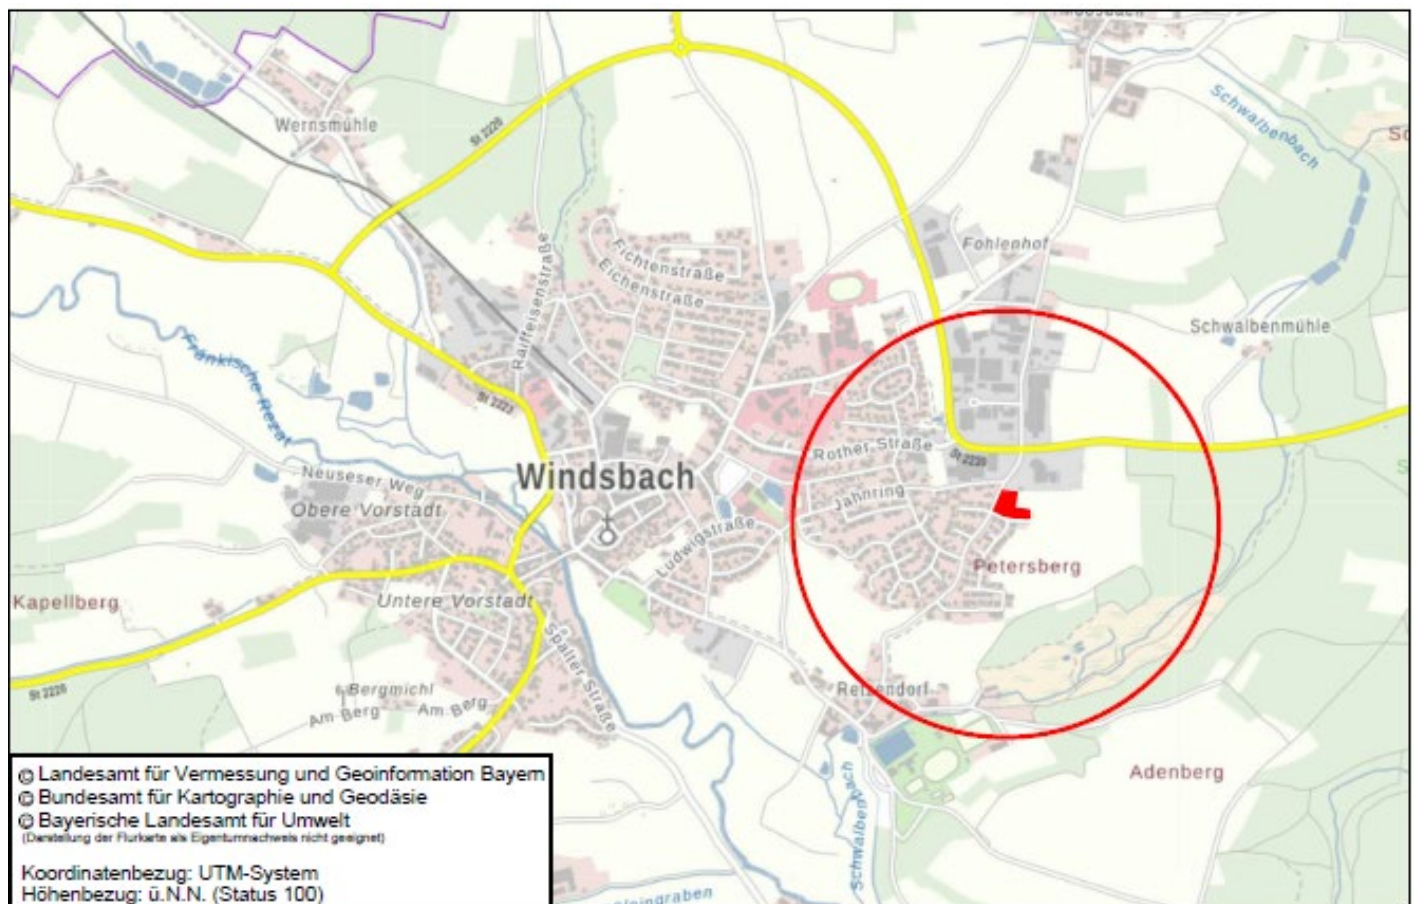 Moosbach
Schwalbenbach
Wernsmühle
St 2220
Fohlenhof
Fichtenstraße
Eichenstraße
Raiffeisenstraße
Schwalbenmühle
Fränkische Rezat
St 2223
Rother Straße
St 2220
Windsbach
Neuseser Weg
Jahnring
Obere Vorstadt
Ludwigstraße
Petersberg
Kapellberg
Untere Vorstadt
Spalter Straße
St 2220
Bergmichl
Am Berg
Am Berg
Retzendorf
Adenberg
Schwalbenbach
© Landesamt für Vermessung und Geoinformation Bayern
© Bundesamt für Kartographie und Geodäsie
© Bayerische Landesamt für Umwelt
(Darstellung der Flurkarte als Eigentumnachweis nicht geeignet)
Koordinatenbezug: UTM-System
Höhenbezug: ü.N.N. (Status 100)